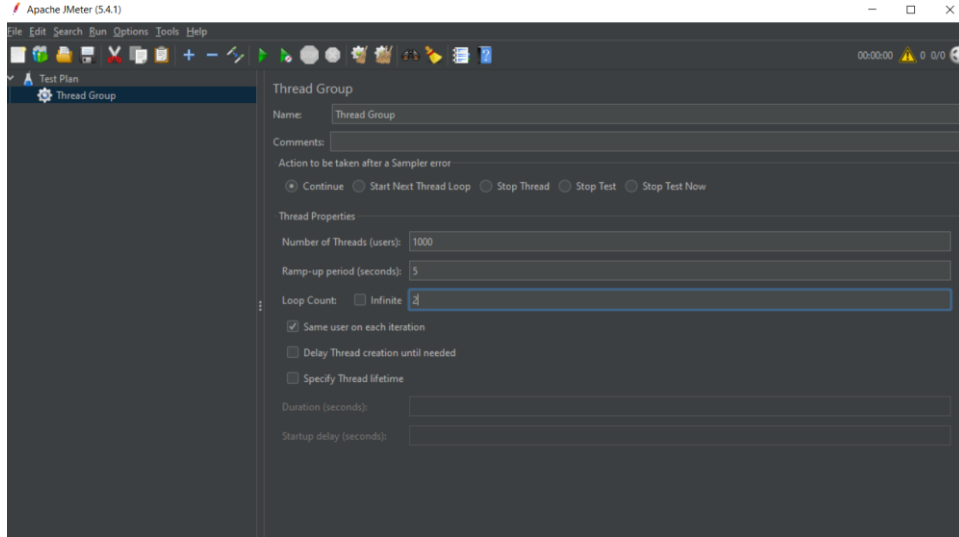 Apache JMeter (5.4.1)
File Edit Search Run Options Tools Help
00:00:00 0 0/0
Test Plan
Thread Group
Thread Group
Name: Thread Group
Comments:
Action to be taken after a Sampler error
Continue Start Next Thread Loop Stop Thread Stop Test Stop Test Now
Thread Properties
Number of Threads (users): 1000
Ramp-up period (seconds): 5
Loop Count: Infinite 2
Same user on each iteration
Delay Thread creation until needed
Specify Thread lifetime
Duration (seconds):
Startup delay (seconds):